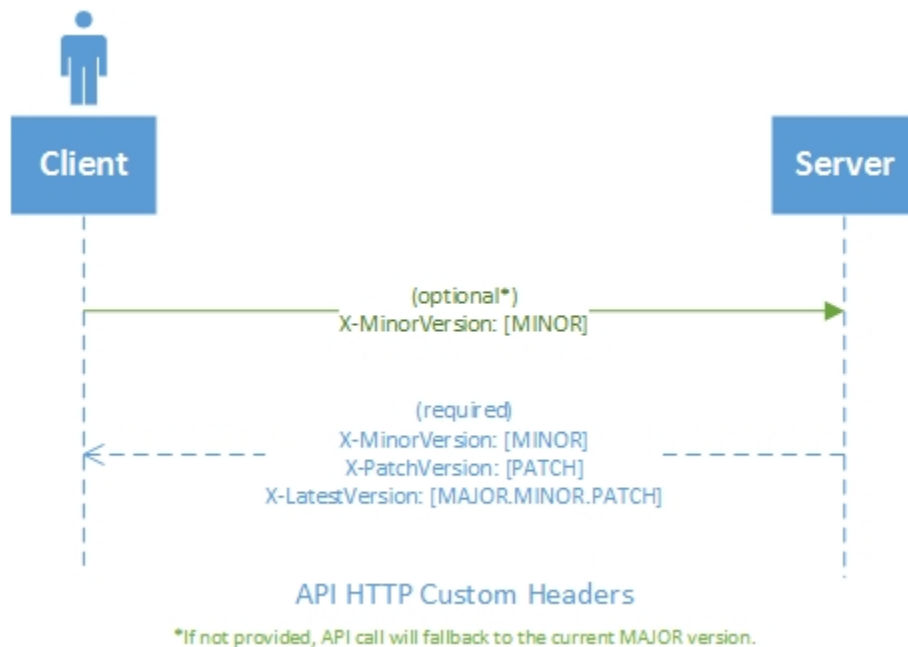 Client
Server
(optional*)
X-MinorVersion: [MINOR]
(required)
X-MinorVersion: [MINOR]
X-PatchVersion: [PATCH]
X-LatestVersion: [MAJOR.MINOR.PATCH]
API HTTP Custom Headers
*If not provided, API call will fallback to the current MAJOR version.